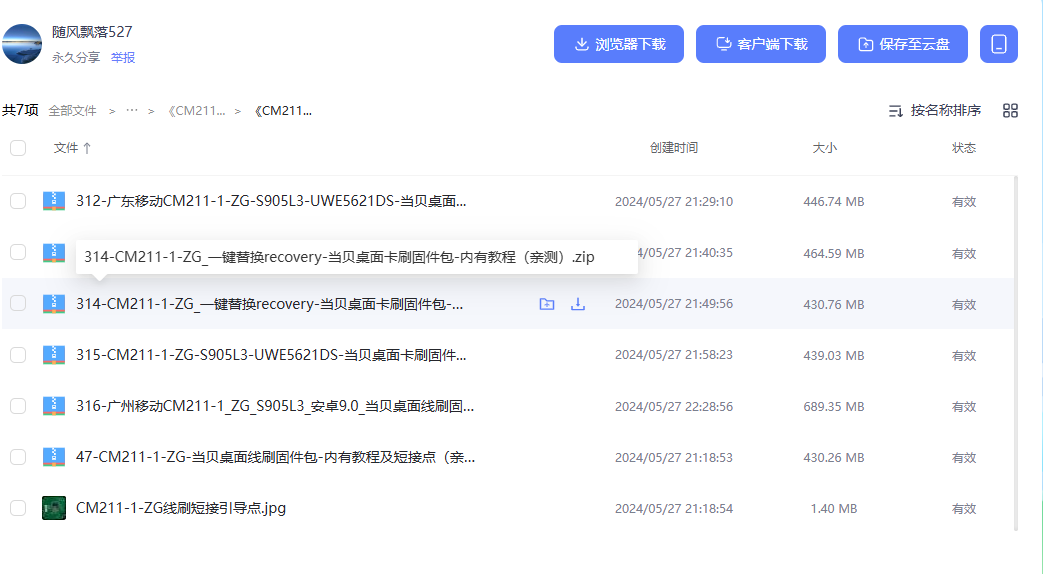 随风飘落527
永久分享 举报
浏览器下载 客户端下载 保存至云盘
共7项 全部文件 > ··· > 《CM211... > 《CM211...
按名称排序
文件 ↑ 创建时间 大小 状态
312-广东移动CM211-1-ZG-S905L3-UWE5621DS-当贝桌面... 2024/05/27 21:29:10 446.74 MB 有效
314-CM211-1-ZG_一键替换recovery-当贝桌面卡刷固件包-内有教程（亲测）.zip
/05/27 21:40:35 464.59 MB 有效
314-CM211-1-ZG_一键替换recovery-当贝桌面卡刷固件包-... 2024/05/27 21:49:56 430.76 MB 有效
315-CM211-1-ZG-S905L3-UWE5621DS-当贝桌面卡刷固件... 2024/05/27 21:58:23 439.03 MB 有效
316-广州移动CM211-1_ZG_S905L3_安卓9.0_当贝桌面线刷固... 2024/05/27 22:28:56 689.35 MB 有效
47-CM211-1-ZG-当贝桌面线刷固件包-内有教程及短接点（亲... 2024/05/27 21:18:53 430.26 MB 有效
CM211-1-ZG线刷短接引导点.jpg 2024/05/27 21:18:54 1.40 MB 有效